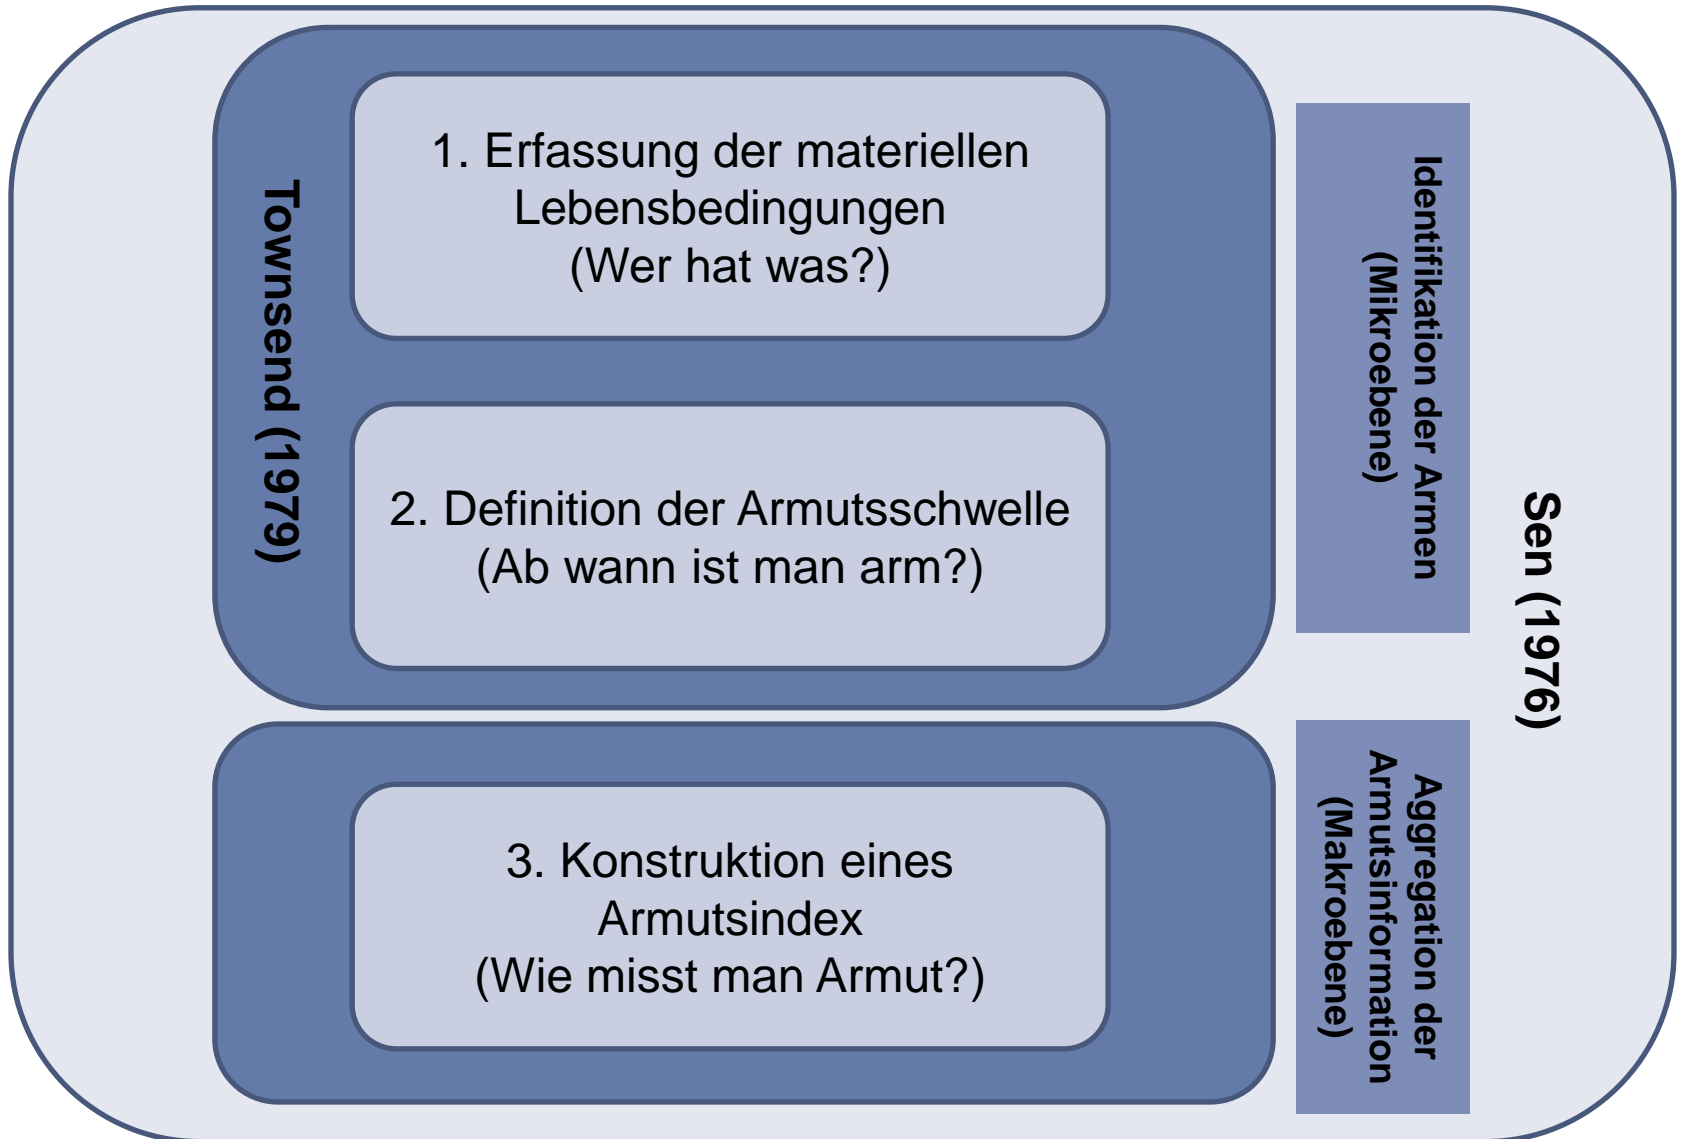 Townsend (1979)
1. Erfassung der materiellen
Lebensbedingungen
(Wer hat was?)
2. Definition der Armutsschwelle
(Ab wann ist man arm?)
3. Konstruktion eines
Armutsindex
(Wie misst man Armut?)
Identifikation der Armen
(Mikroebene)
Aggregation der
Armutsinformation
(Makroebene)
Sen (1976)